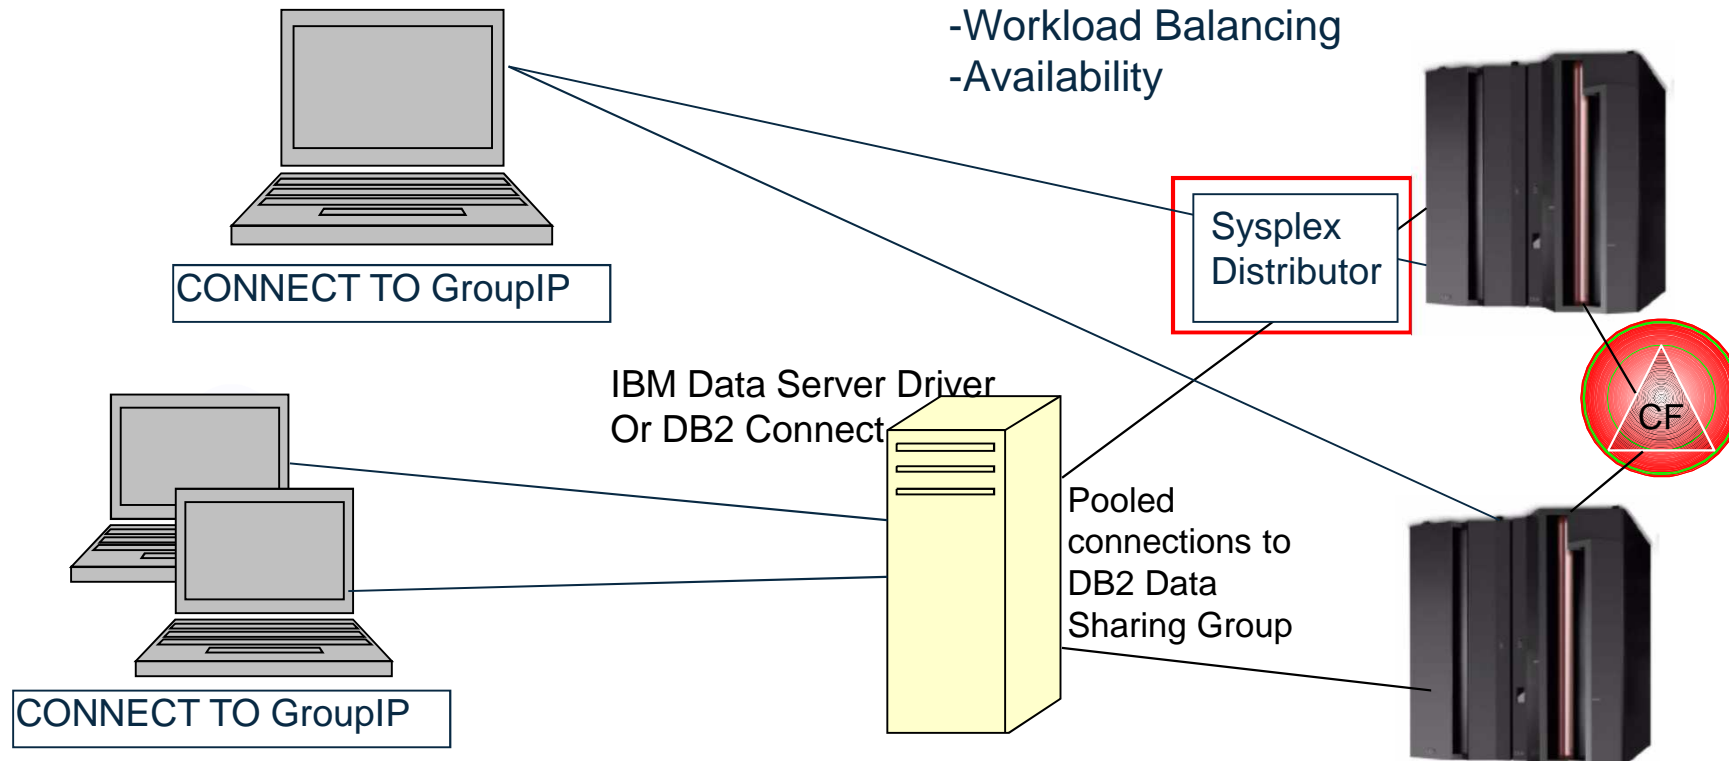 -Workload Balancing
-Availability
Sysplex
Distributor
CONNECT TO GroupIP
IBM Data Server Driver
Or DB2 Connect
CF
Pooled
connections to
DB2 Data
Sharing Group
CONNECT TO GroupIP